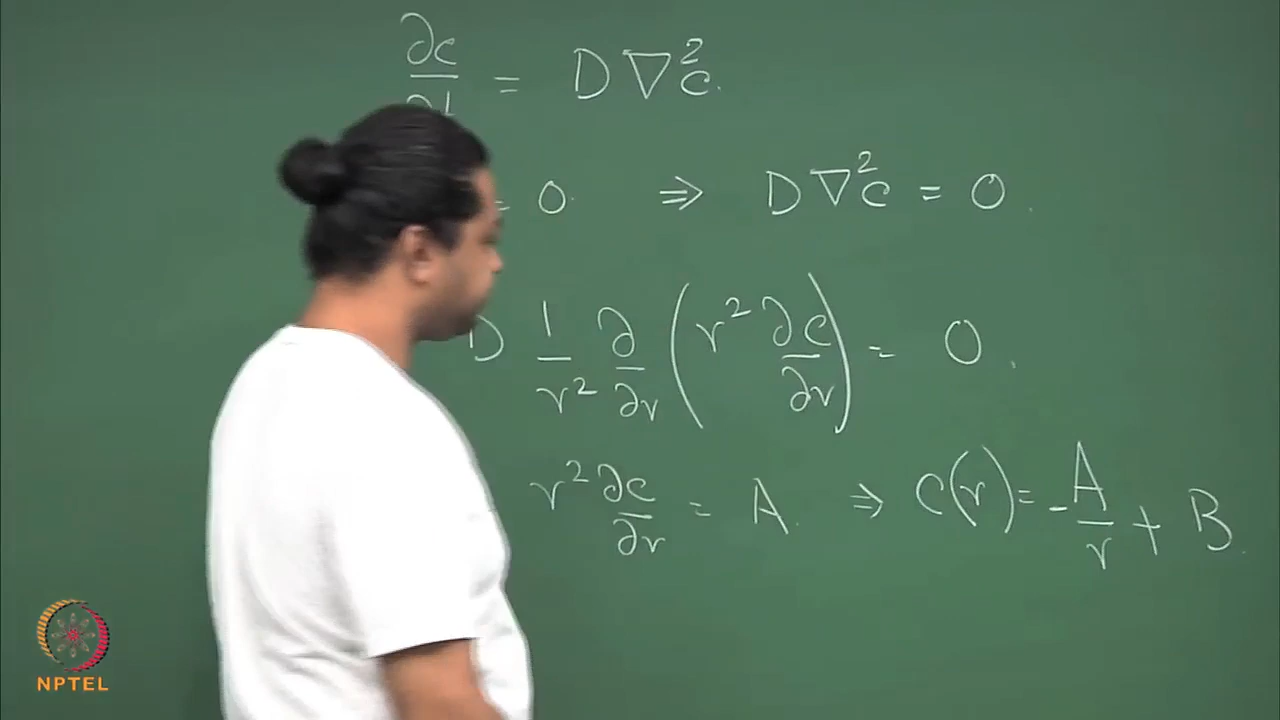 ∂c/∂t = D∇²c.
= 0. ⇒ D∇²c = 0.
D 1/r² ∂/∂r (r² ∂c/∂r) = 0.
r² ∂c/∂r = A. ⇒ C(r) = -A/r + B.
NPTEL